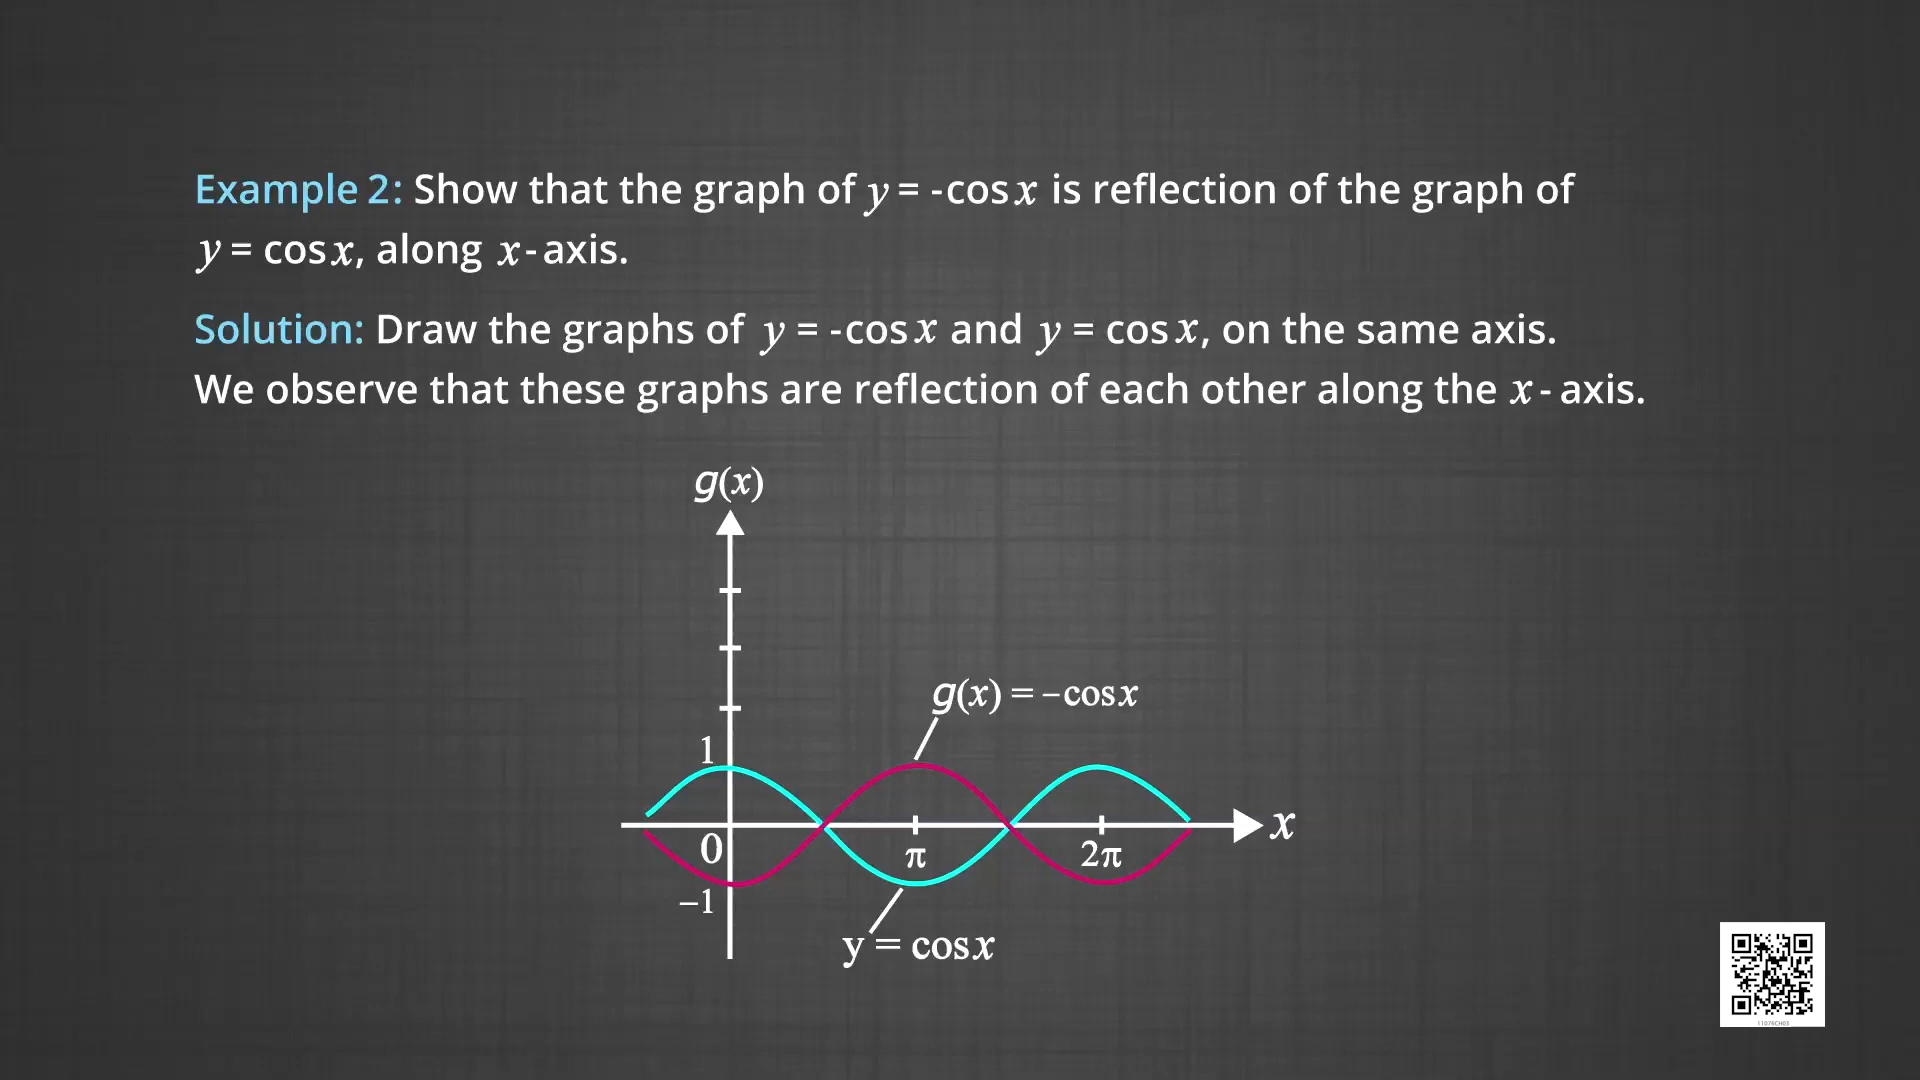 Example 2: Show that the graph of y = -cos x is reflection of the graph of
y = cos x, along x-axis.
Solution: Draw the graphs of y = -cos x and y = cos x, on the same axis.
We observe that these graphs are reflection of each other along the x-axis.
g(x)
g(x) = –cos x
1
x
0
π
2π
–1
y = cos x
11076CH03